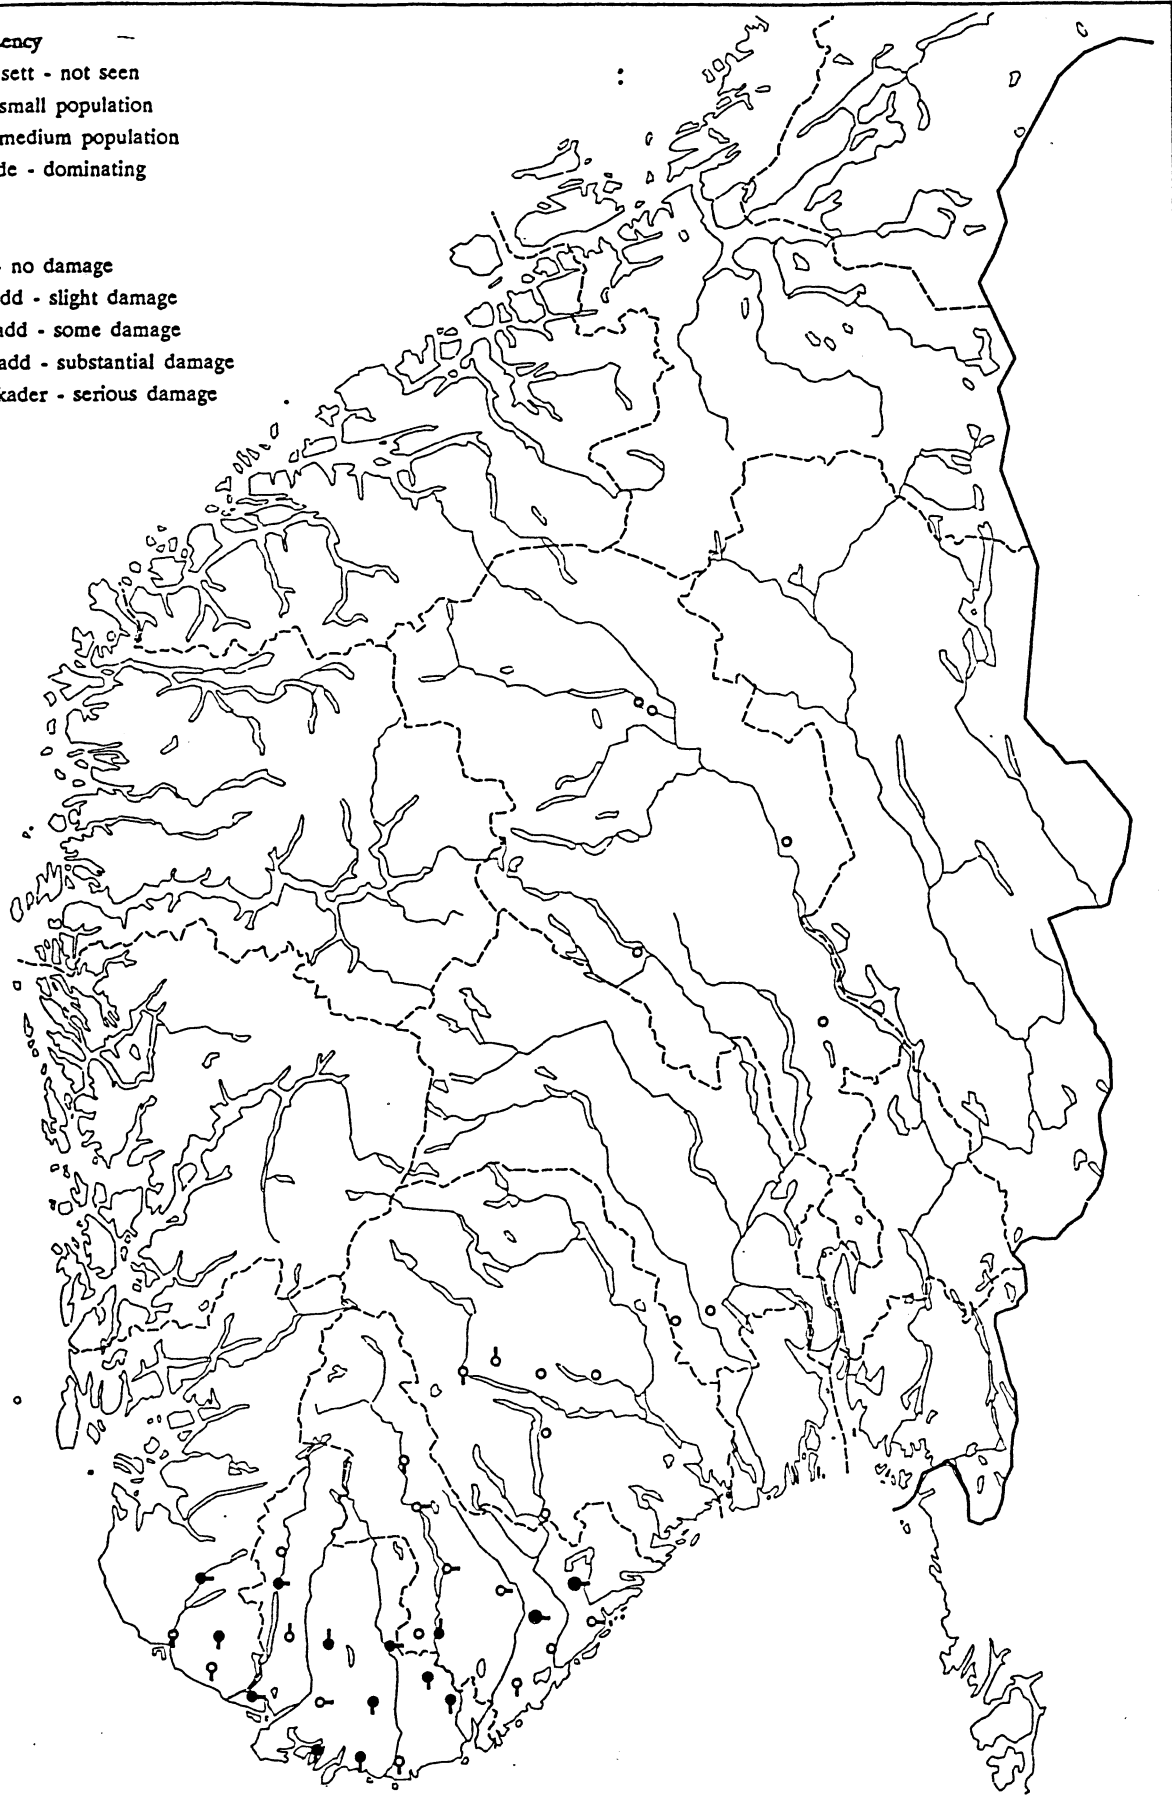 ency
sett - not seen
small population
medium population
de - dominating
- no damage
dd - slight damage
add - some damage
add - substantial damage
kader - serious damage